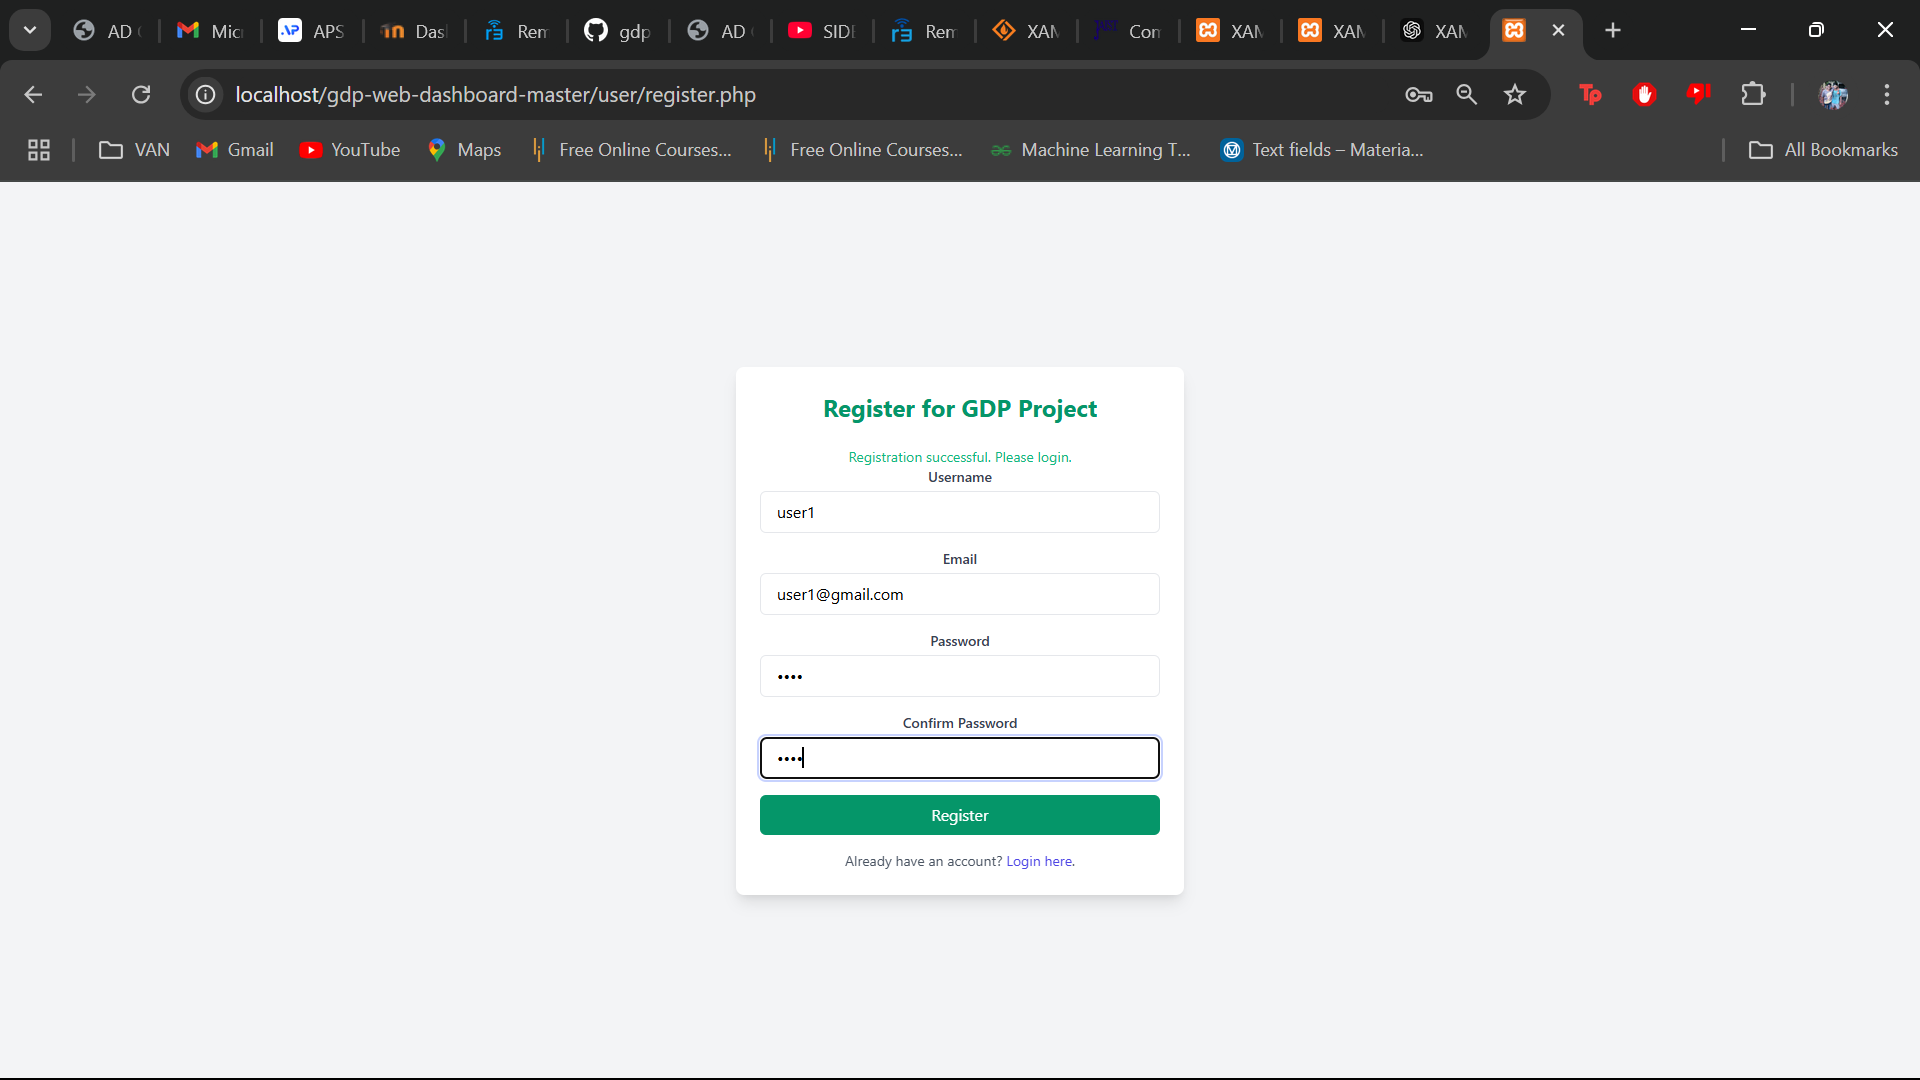 AD
Mic
APS
Das
Rem
gdp
AD
SIDE
Rem
XAM
Con
XAM
XAM
XAM
localhost/gdp-web-dashboard-master/user/register.php
Tp
VAN
Gmail
YouTube
Maps
Free Online Courses...
Free Online Courses...
Machine Learning T...
Text fields – Materia...
All Bookmarks
Register for GDP Project
Registration successful. Please login.
Username
user1
Email
user1@gmail.com
Password
••••
Confirm Password
••••
Register
Already have an account? Login here.